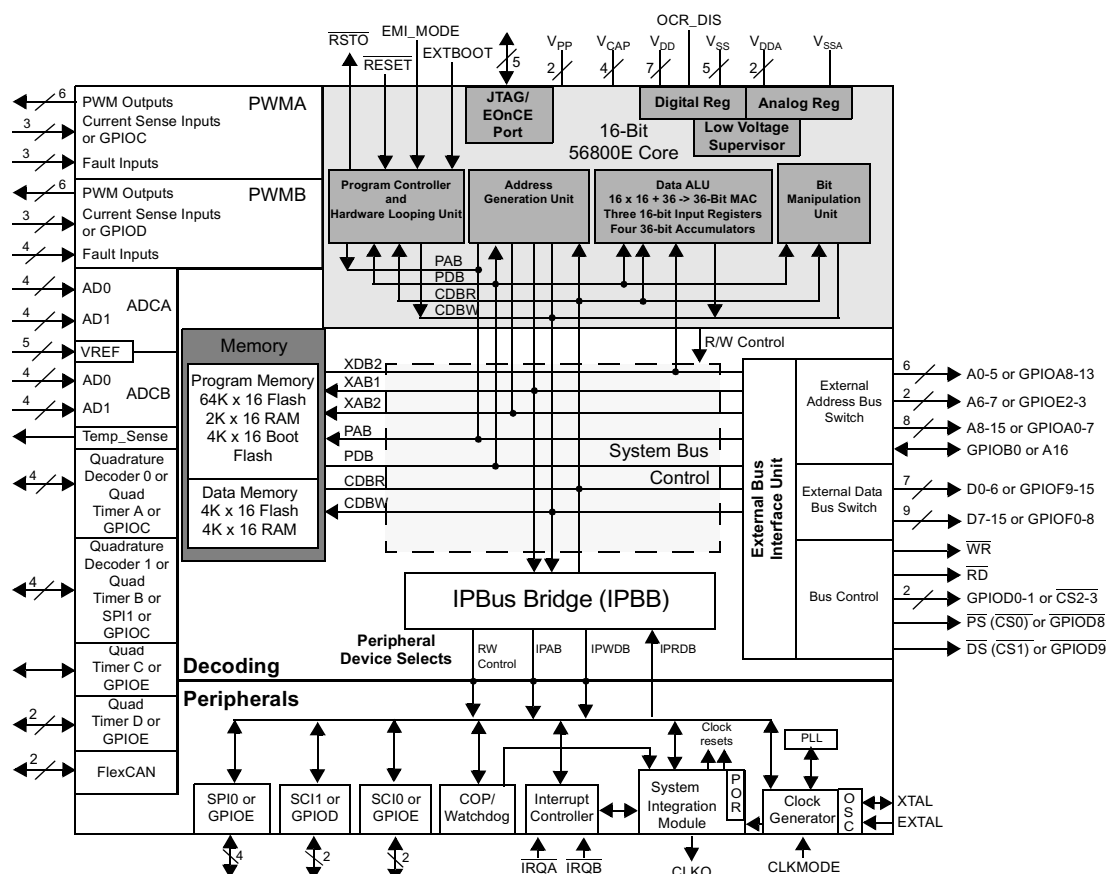 OCR_DIS
RSTO
EMI_MODE
RESET
EXTBOOT
5
VPP
2
VCAP
4
VDD
7
VSS
5
VDDA
2
VSSA
JTAG/
EOnCE
Port
Digital Reg
Analog Reg
Low Voltage
Supervisor
16-Bit
56800E Core
Program Controller
and
Hardware Looping Unit
Address
Generation Unit
Data ALU
16 x 16 + 36 -> 36-Bit MAC
Three 16-bit Input Registers
Four 36-bit Accumulators
Bit
Manipulation
Unit
PAB
PDB
CDBR
CDBW
R/W Control
6
PWM Outputs
PWMA
3
Current Sense Inputs
or GPIOC
3
Fault Inputs
6
PWM Outputs
PWMB
3
Current Sense Inputs
or GPIOD
4
Fault Inputs
4
AD0
ADCA
4
AD1
5
VREF
4
AD0
ADCB
4
AD1
Temp_Sense
4
Quadrature
Decoder 0 or
Quad
Timer A or
GPIOC
4
Quadrature
Decoder 1 or
Quad
Timer B or
SPI1 or
GPIOC
Quad
Timer C or
GPIOE
2
Quad
Timer D or
GPIOE
2
FlexCAN
Memory
Program Memory
64K x 16 Flash
2K x 16 RAM
4K x 16 Boot
Flash
Data Memory
4K x 16 Flash
4K x 16 RAM
XDB2
XAB1
XAB2
PAB
PDB
CDBR
CDBW
System Bus
Control
External Bus
Interface Unit
External
Address Bus
Switch
External Data
Bus Switch
Bus Control
6
A0-5 or GPIOA8-13
2
A6-7 or GPIOE2-3
8
A8-15 or GPIOA0-7
GPIOB0 or A16
7
D0-6 or GPIOF9-15
9
D7-15 or GPIOF0-8
WR
RD
2
GPIOD0-1 or CS2-3
PS (CS0) or GPIOD8
DS (CS1) or GPIOD9
IPBus Bridge (IPBB)
Peripheral
Device Selects
RW
Control
IPAB
IPWDB
IPRDB
Decoding
Peripherals
Clock
resets
PLL
SPI0 or
GPIOE
SCI1 or
GPIOD
SCI0 or
GPIOE
COP/
Watchdog
Interrupt
Controller
System
Integration
Module
POR
Clock
Generator
OSC
XTAL
EXTAL
4
2
2
IRQA
IRQB
CLKO
CLKMODE